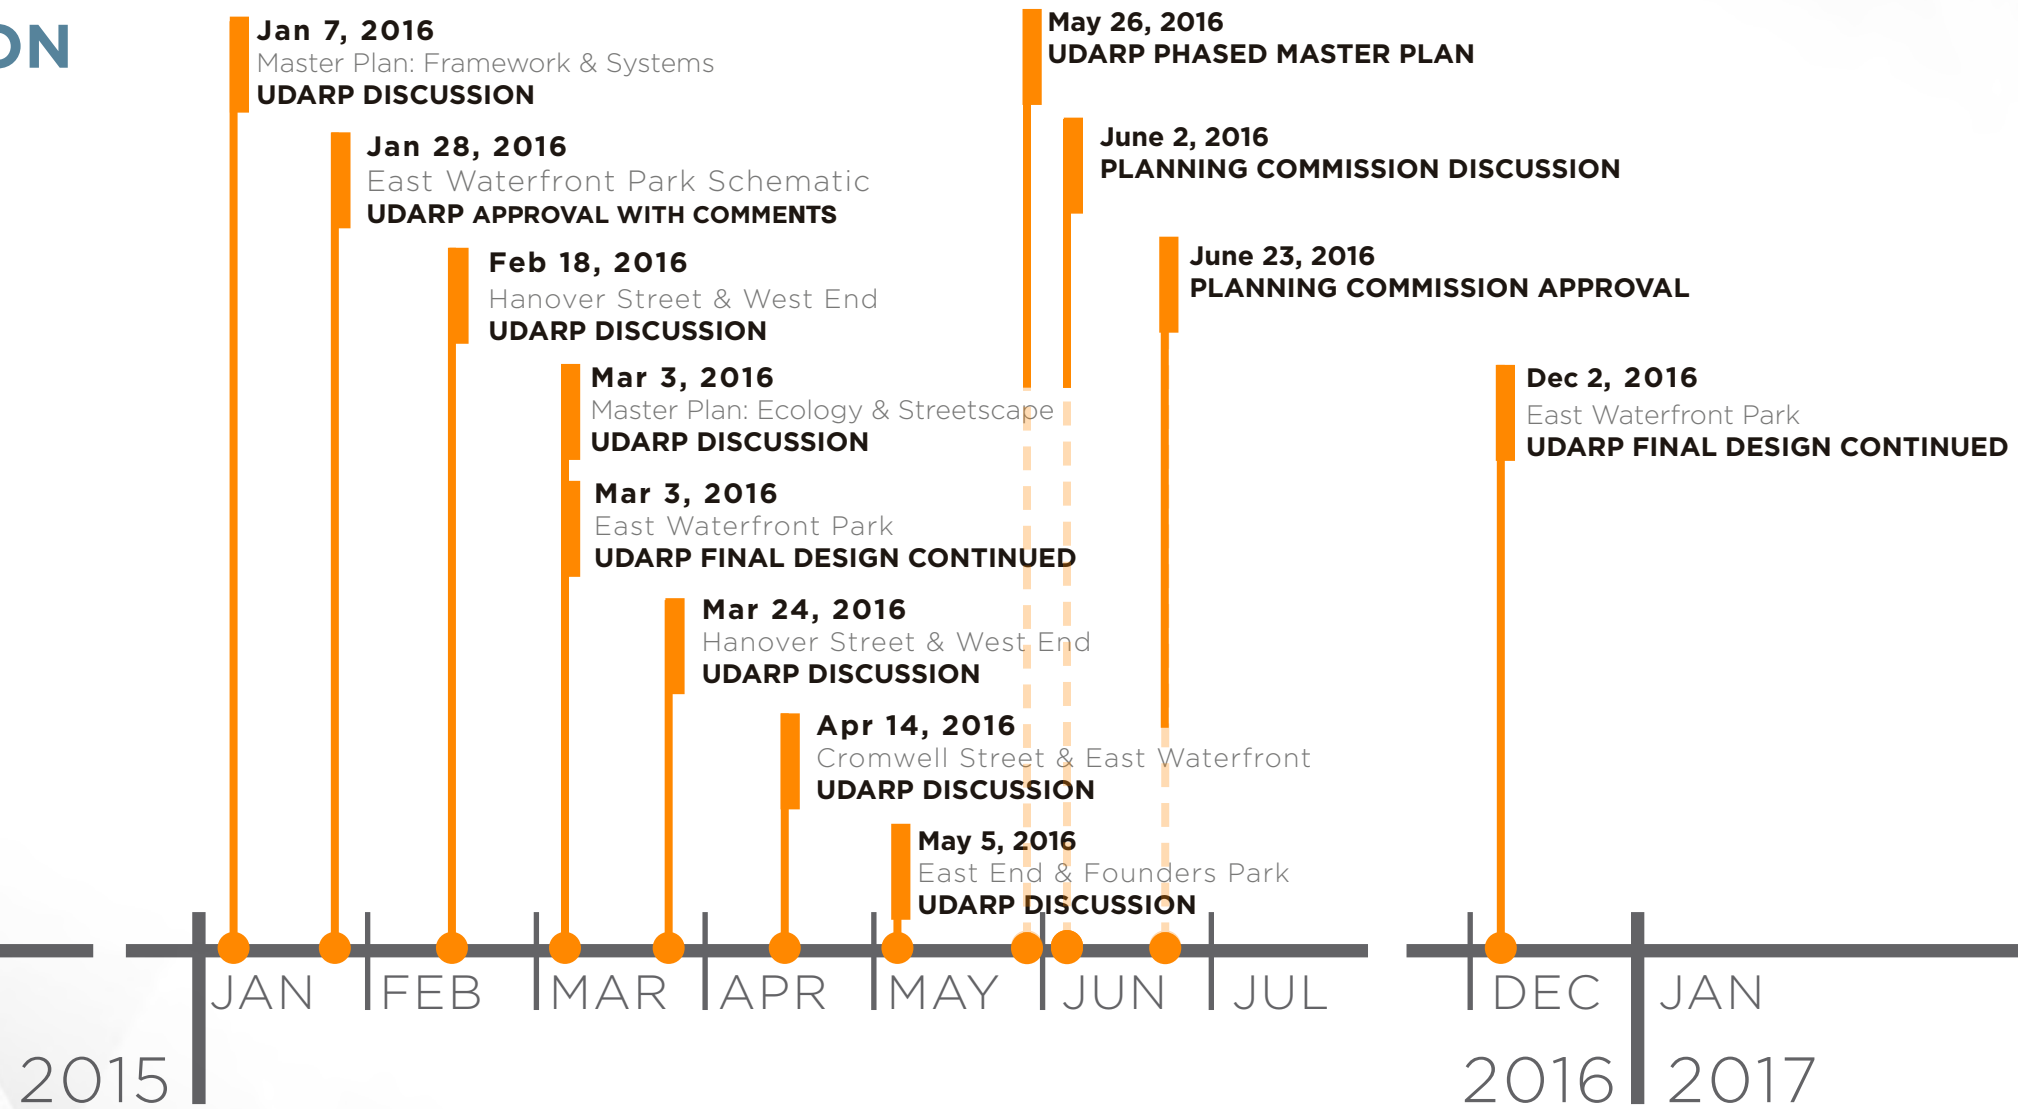 ON
Jan 7, 2016
Master Plan: Framework & Systems
UDARP DISCUSSION
Jan 28, 2016
East Waterfront Park Schematic
UDARP APPROVAL WITH COMMENTS
Feb 18, 2016
Hanover Street & West End
UDARP DISCUSSION
Mar 3, 2016
Master Plan: Ecology & Streetscape
UDARP DISCUSSION
Mar 3, 2016
East Waterfront Park
UDARP FINAL DESIGN CONTINUED
Mar 24, 2016
Hanover Street & West End
UDARP DISCUSSION
Apr 14, 2016
Cromwell Street & East Waterfront
UDARP DISCUSSION
May 5, 2016
East End & Founders Park
UDARP DISCUSSION
May 26, 2016
UDARP PHASED MASTER PLAN
June 2, 2016
PLANNING COMMISSION DISCUSSION
June 23, 2016
PLANNING COMMISSION APPROVAL
Dec 2, 2016
East Waterfront Park
UDARP FINAL DESIGN CONTINUED
JAN FEB MAR APR MAY JUN JUL DEC JAN
2015 2016 2017